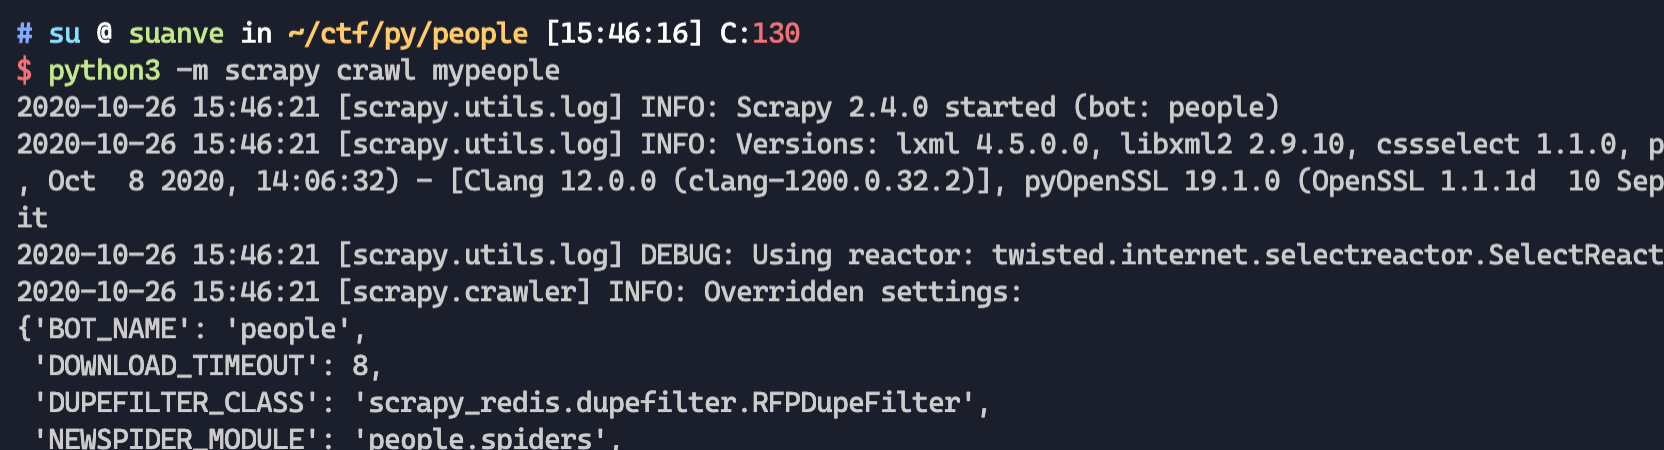 # su @ suanve in ~/ctf/py/people [15:46:16] C:130
$ python3 -m scrapy crawl mypeople
2020-10-26 15:46:21 [scrapy.utils.log] INFO: Scrapy 2.4.0 started (bot: people)
2020-10-26 15:46:21 [scrapy.utils.log] INFO: Versions: lxml 4.5.0.0, libxml2 2.9.10, cssselect 1.1.0, p
, Oct  8 2020, 14:06:32) - [Clang 12.0.0 (clang-1200.0.32.2)], pyOpenSSL 19.1.0 (OpenSSL 1.1.1d  10 Sep
it
2020-10-26 15:46:21 [scrapy.utils.log] DEBUG: Using reactor: twisted.internet.selectreactor.SelectReact
2020-10-26 15:46:21 [scrapy.crawler] INFO: Overridden settings:
{'BOT_NAME': 'people',
 'DOWNLOAD_TIMEOUT': 8,
 'DUPEFILTER_CLASS': 'scrapy_redis.dupefilter.RFPDupeFilter',
 'NEWSPIDER_MODULE': 'people.spiders',